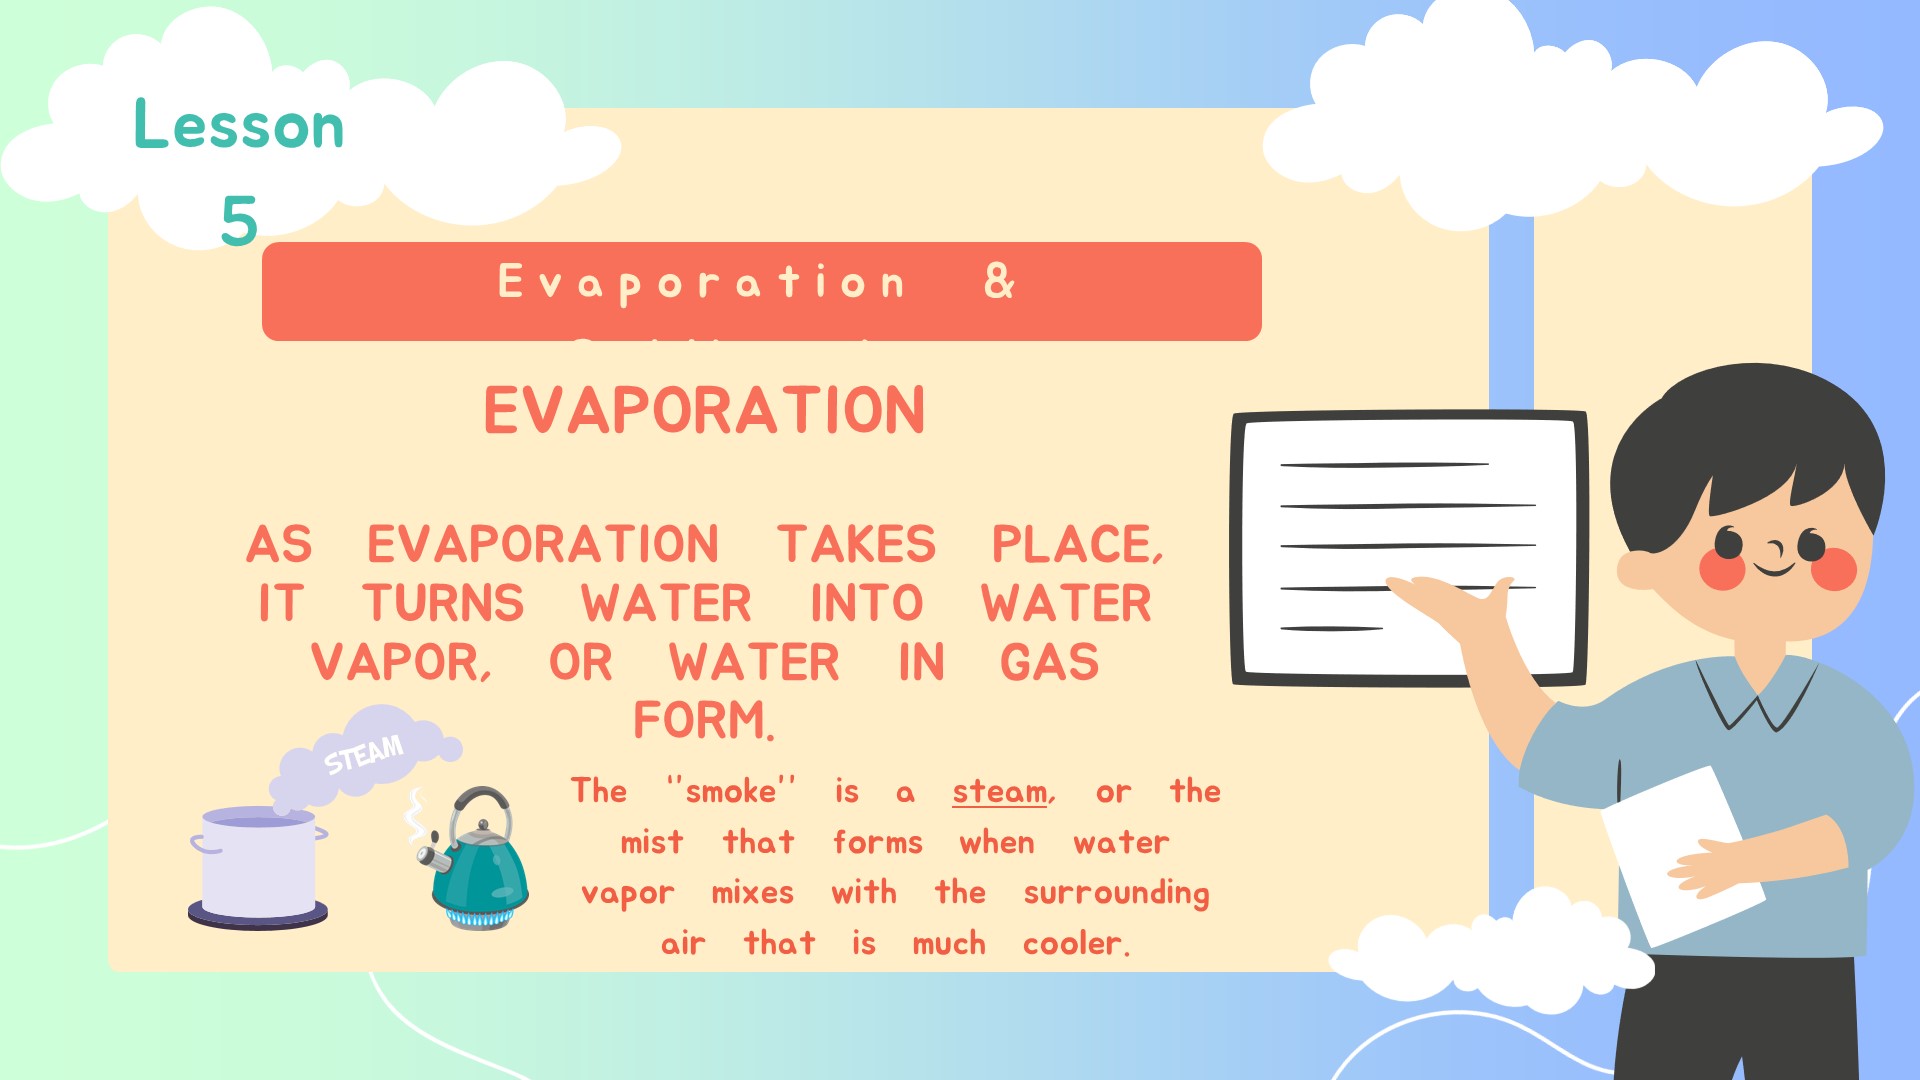 Lesson
5
Evaporation &
EVAPORATION
AS EVAPORATION TAKES PLACE,
IT TURNS WATER INTO WATER
VAPOR, OR WATER IN GAS
FORM.
STEAM
The "smoke" is a steam, or the
mist that forms when water
vapor mixes with the surrounding
air that is much cooler.